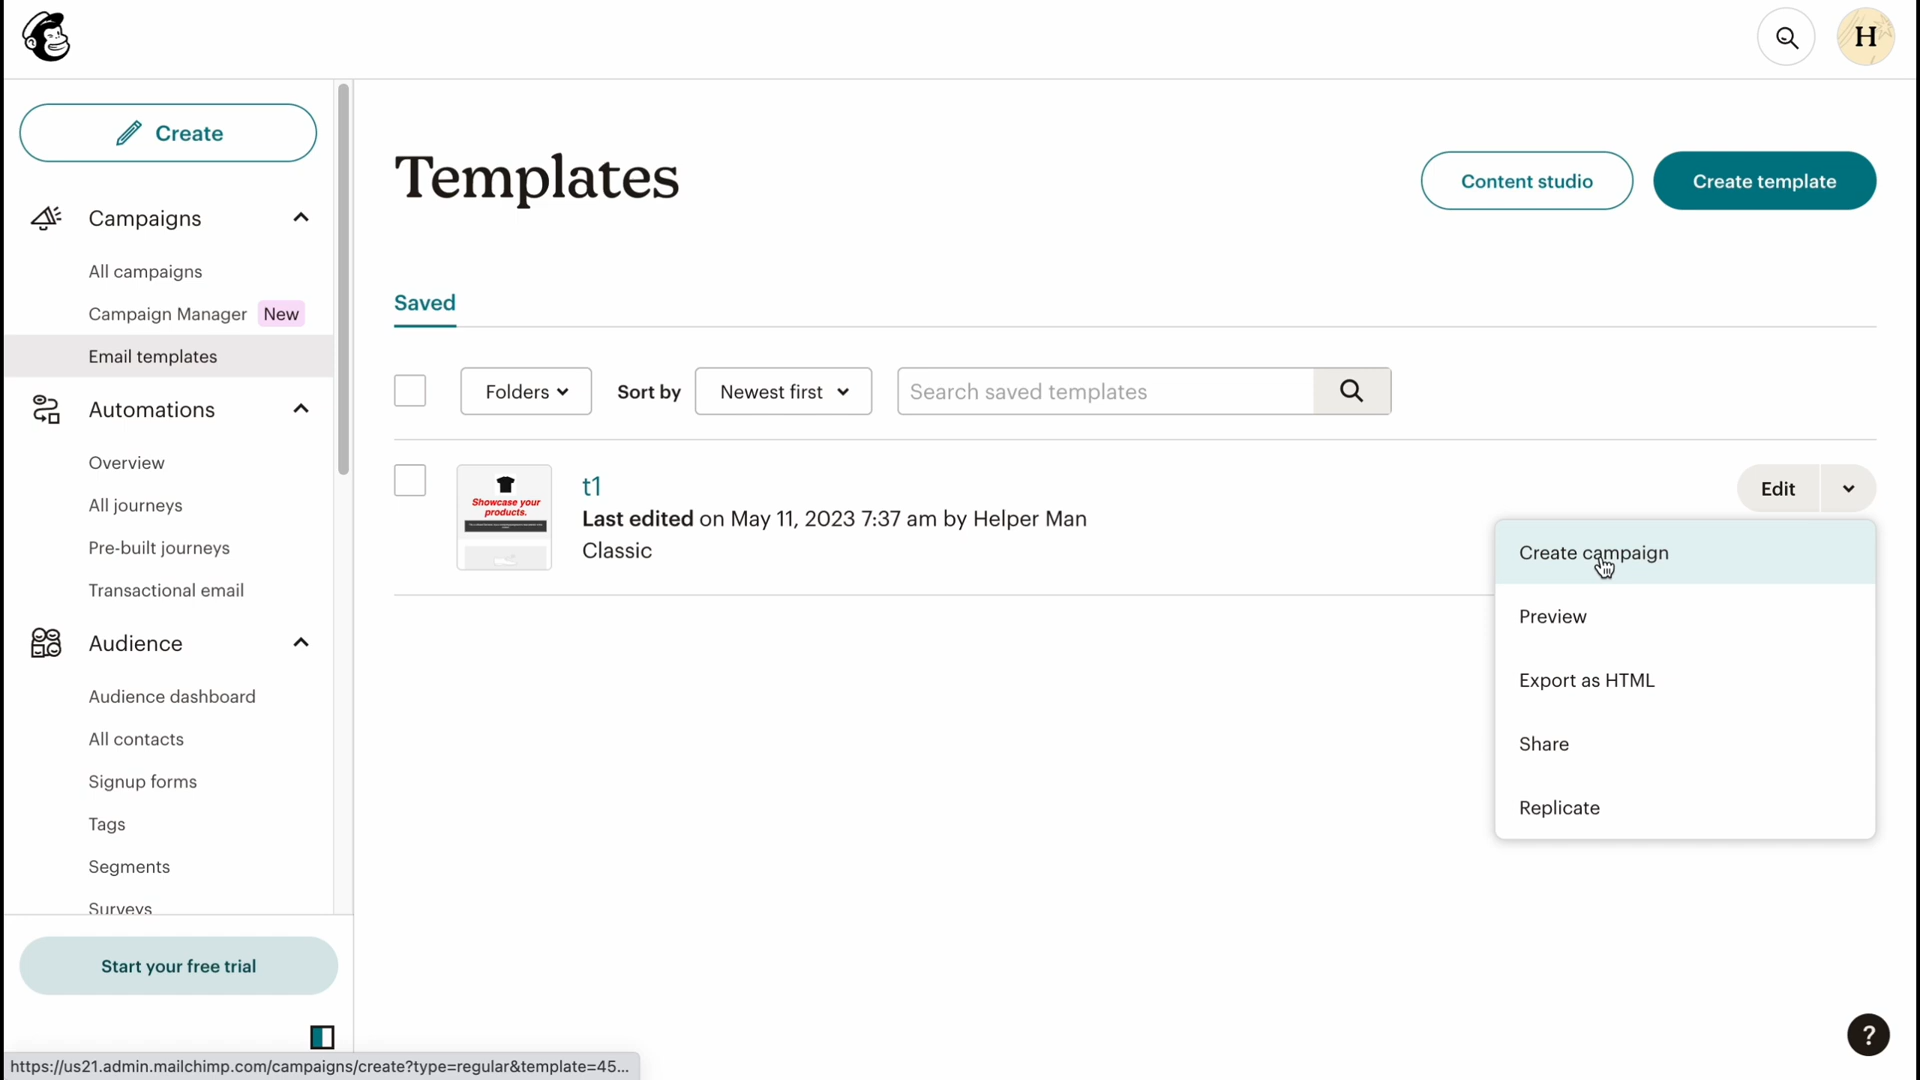 H
Create
Campaigns
All campaigns
Campaign Manager New
Email templates
Automations
Overview
All journeys
Pre-built journeys
Transactional email
Audience
Audience dashboard
All contacts
Signup forms
Tags
Segments
Surveys
Start your free trial
https://us21.admin.mailchimp.com/campaigns/create?type=regular&template=45...
Templates
Content studio
Create template
Saved
Folders
Sort by
Newest first
Search saved templates
Showcase your
products.
t1
Last edited on May 11, 2023 7:37 am by Helper Man
Classic
Edit
Create campaign
Preview
Export as HTML
Share
Replicate
?